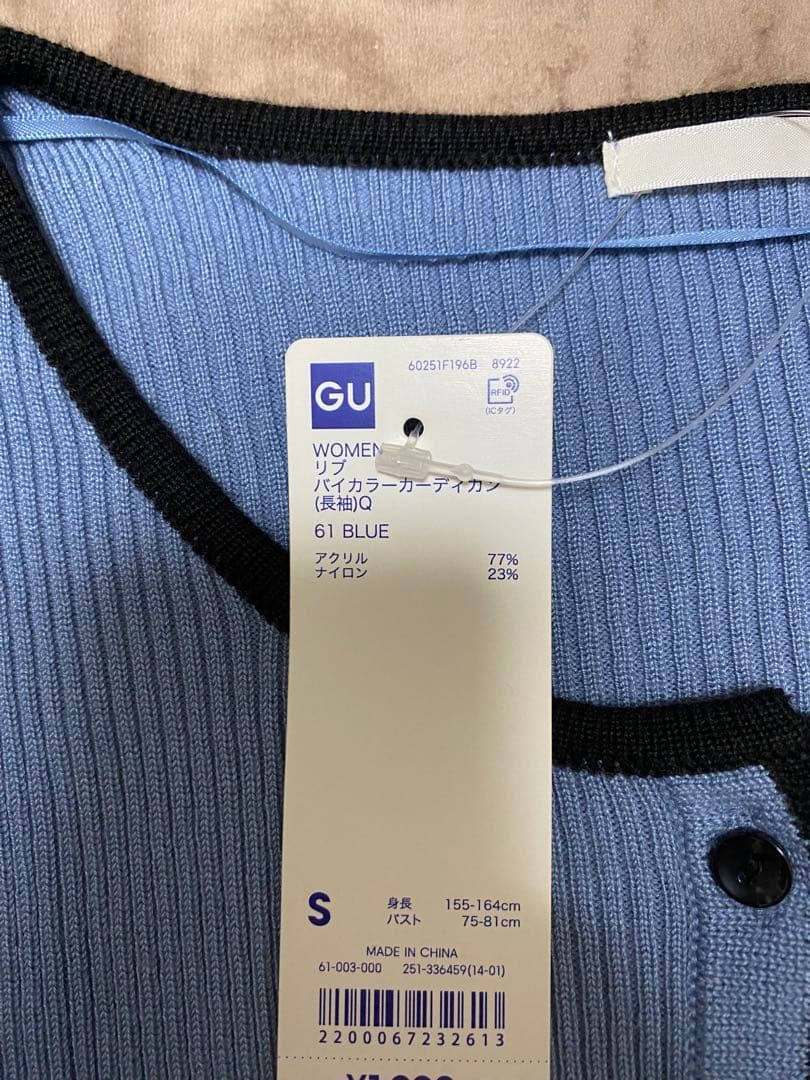 60251F196B 8922
GU
RFID
(ICタグ)
WOMEN
リブ
バイカラーカーディガン
(長袖)Q
61 BLUE
アクリル 77%
ナイロン 23%
S
身長 155-164cm
バスト 75-81cm
MADE IN CHINA
61-003-000 251-336459(14-01)
2200067232613